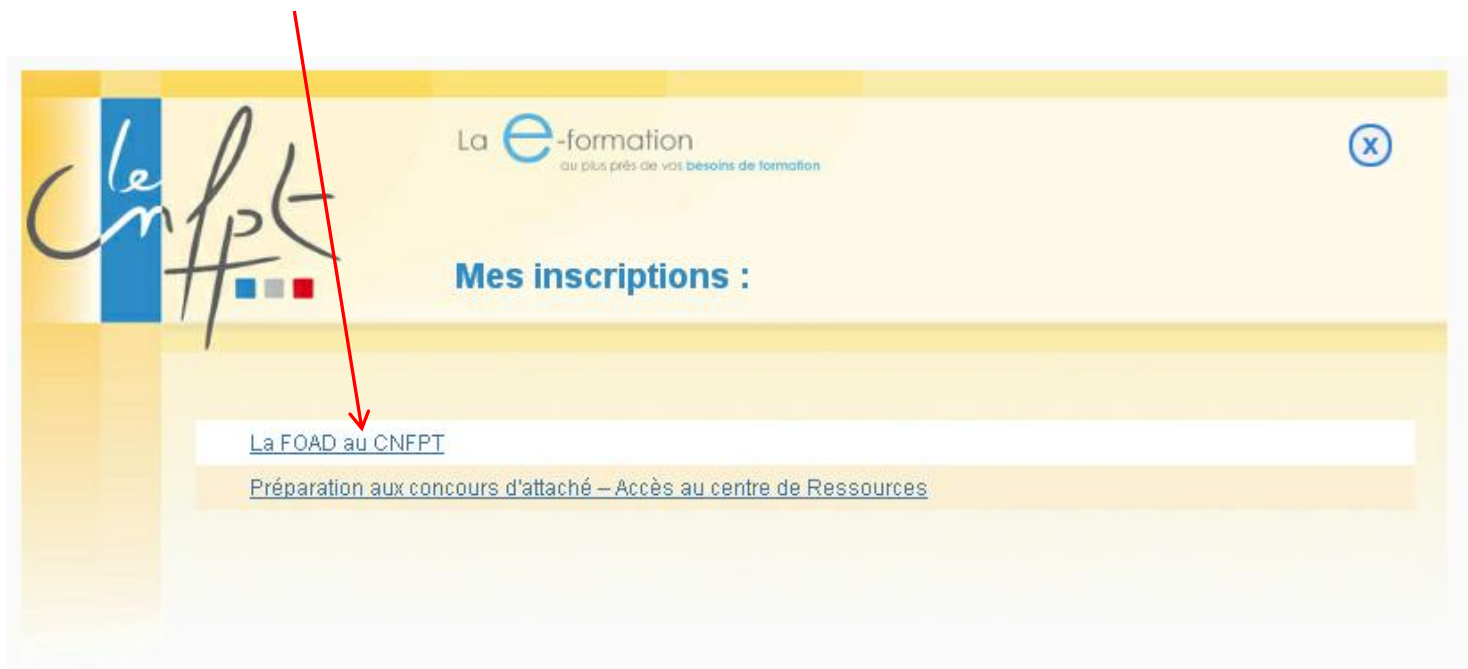 le
cnfpt
La e-formation
au plus près de vos besoins de formation
X
Mes inscriptions :
La FOAD au CNFPT
Préparation aux concours d'attaché – Accès au centre de Ressources